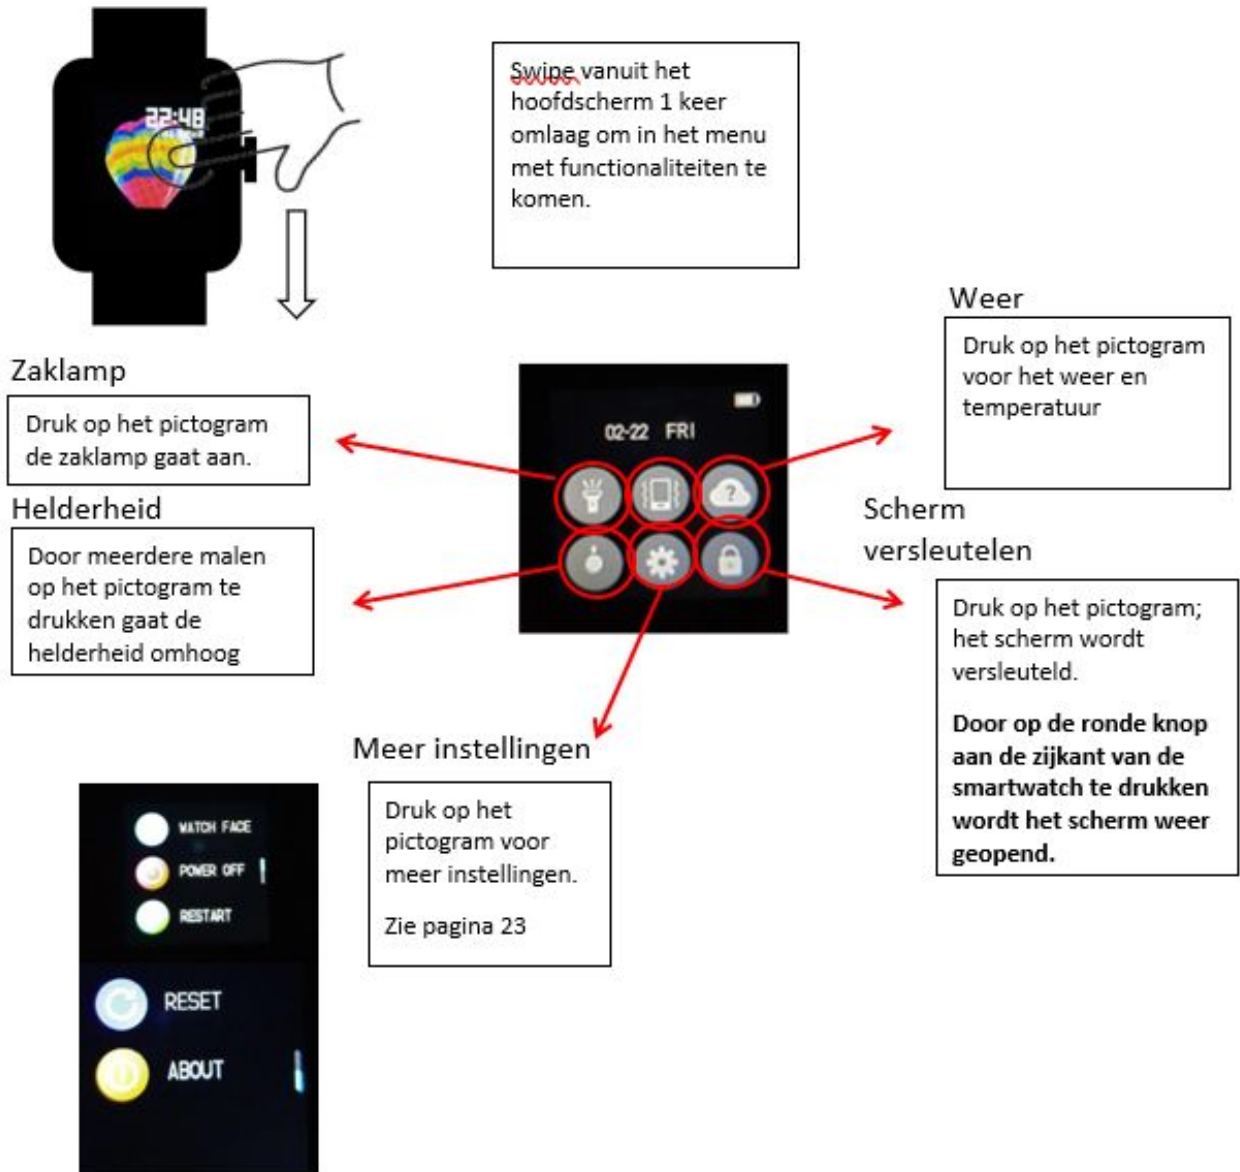 22:48
Swipe vanuit het
hoofdscherm 1 keer
omlaag om in het menu
met functionaliteiten te
komen.
Weer
Druk op het pictogram
voor het weer en
temperatuur
Zaklamp
Druk op het pictogram
de zaklamp gaat aan.
02-22 FRI
?
Helderheid
Door meerdere malen
op het pictogram te
drukken gaat de
helderheid omhoog
Scherm
versleutelen
Druk op het pictogram;
het scherm wordt
versleuteld.
Door op de ronde knop
aan de zijkant van de
smartwatch te drukken
wordt het scherm weer
geopend.
Meer instellingen
Druk op het
pictogram voor
meer instellingen.
Zie pagina 23
WATCH FACE
POWER OFF
RESTART
RESET
ABOUT